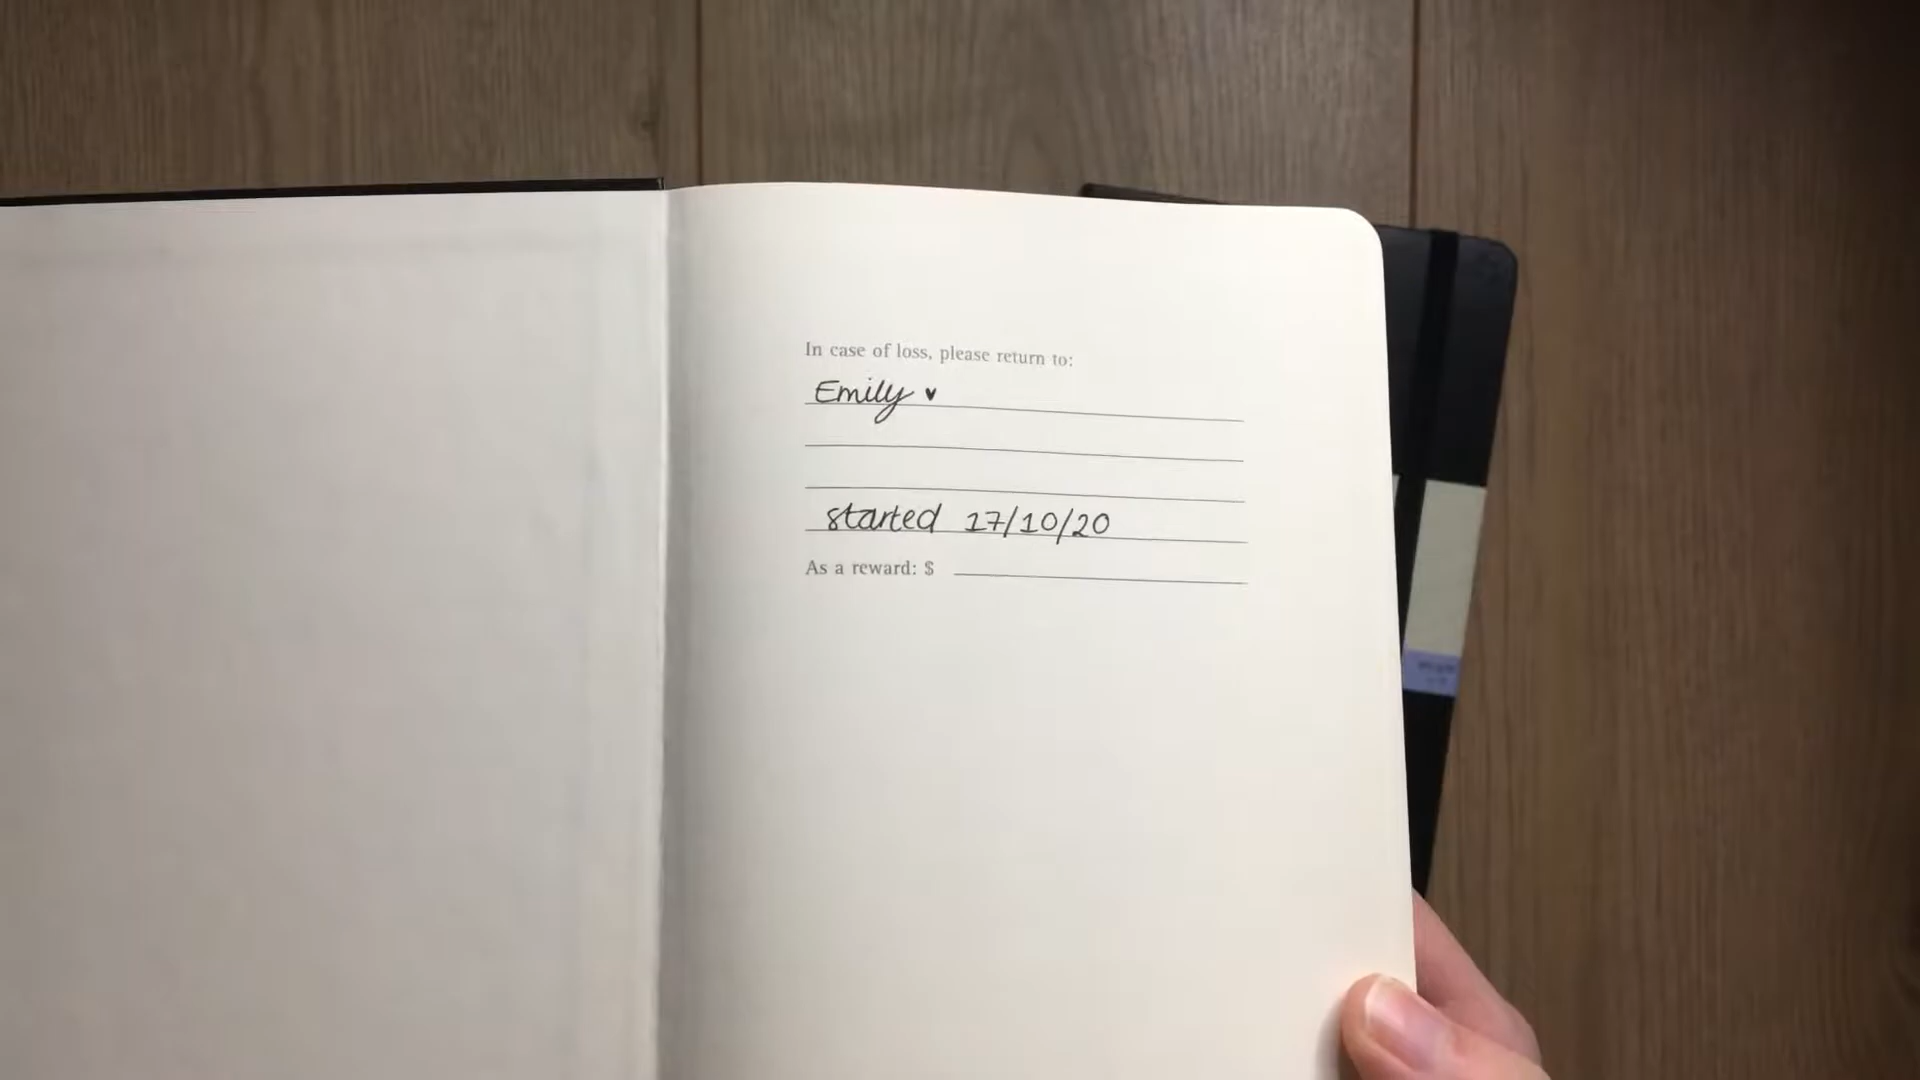 In case of loss, please return to:
Emily ♥
started 17/10/20
As a reward: $